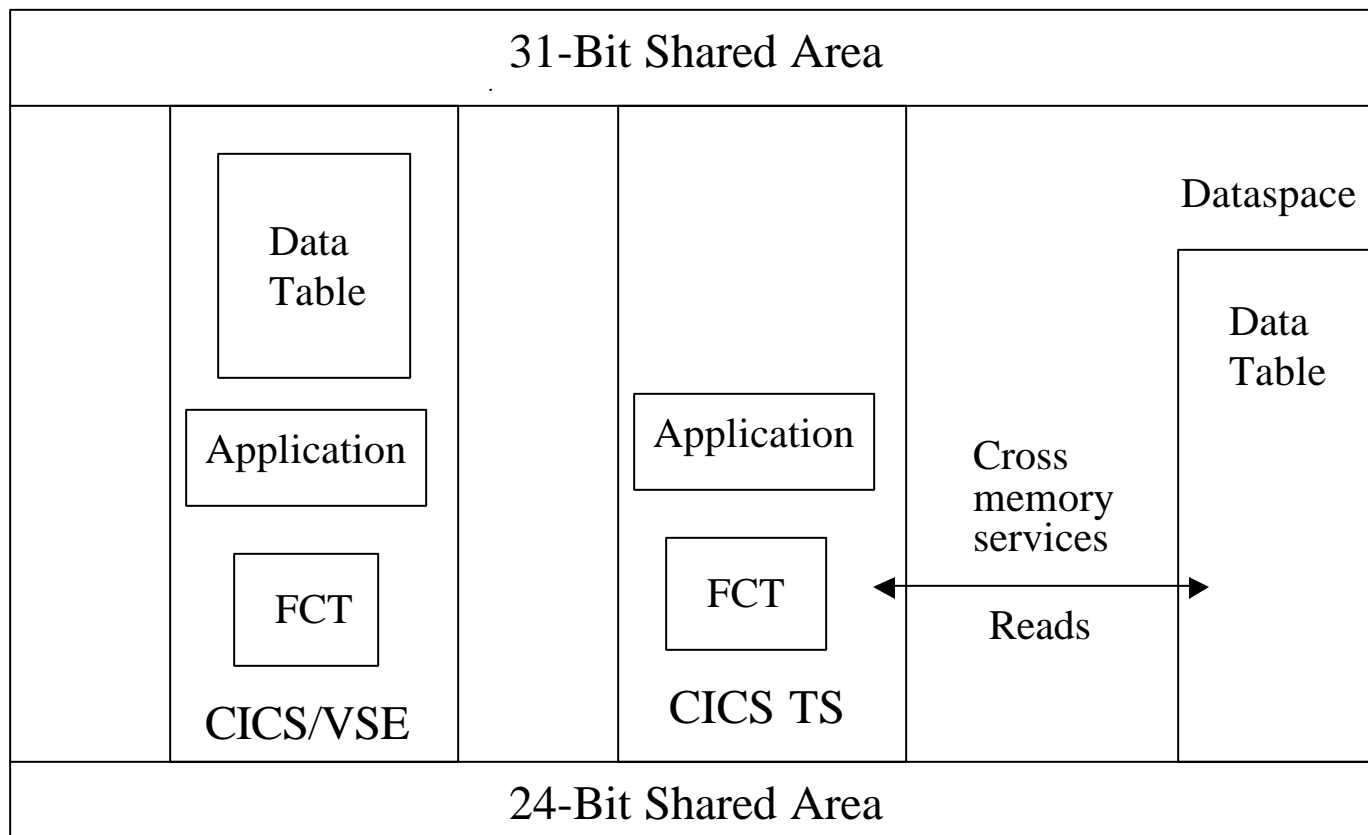 31-Bit Shared Area
Data
Table
Application
FCT
CICS/VSE
Application
FCT
CICS TS
Cross
memory
services
Reads
Dataspace
Data
Table
24-Bit Shared Area